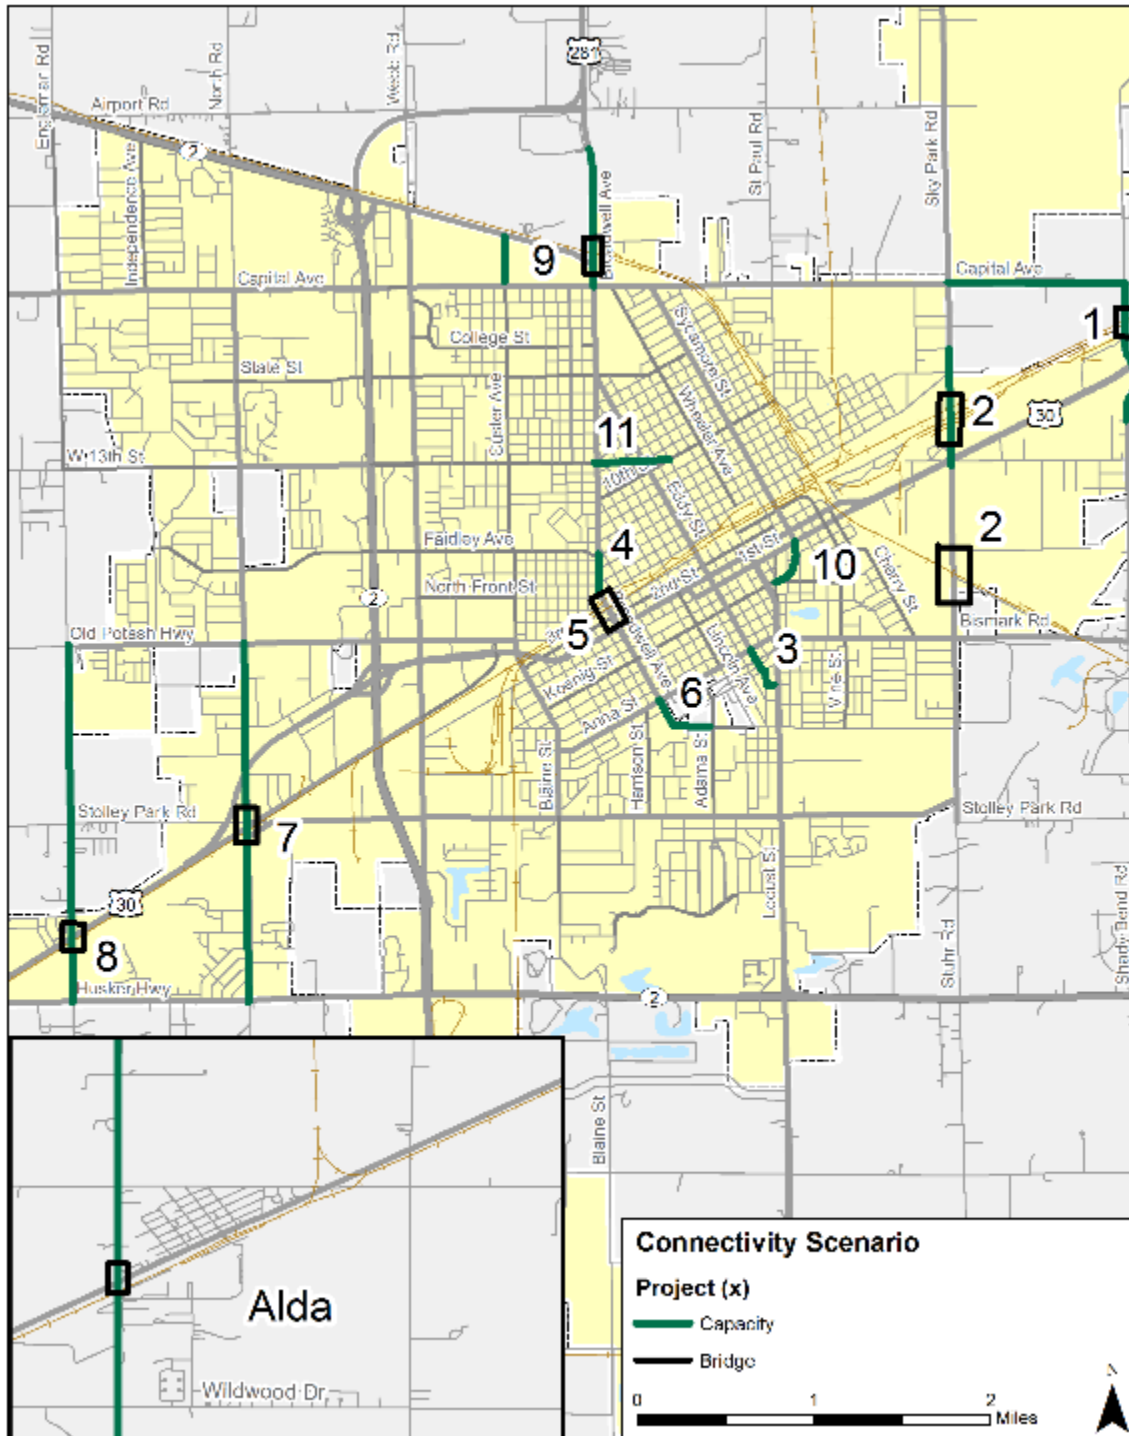 281
Engleman Rd
North Rd
Webb Rd
Airport Rd
2
Independence Ave
Broadwell Ave
St Paul Rd
Sky Park Rd
9
Capital Ave
Capital Ave
1
College St
Sycamore St
State St
Custer Ave
Wheeler Ave
2
30
11
W 13th St
10th St
Eddy St
Faidley Ave
4
1st St
2
10
Cherry St
North Front St
2nd St
2
Bismark Rd
Old Potash Hwy
5
3
Koenig St
Lincoln Ave
6
Vine St
Anna St
Blaine St
Harrison St
Adams St
Stolley Park Rd
7
Stolley Park Rd
30
Locust St
Shady Bend Rd
8
Stuhr Rd
Husker Hwy
2
Blaine St
Alda
Wildwood Dr
Connectivity Scenario
Project (x)
Capacity
Bridge
N
0 1 2
Miles